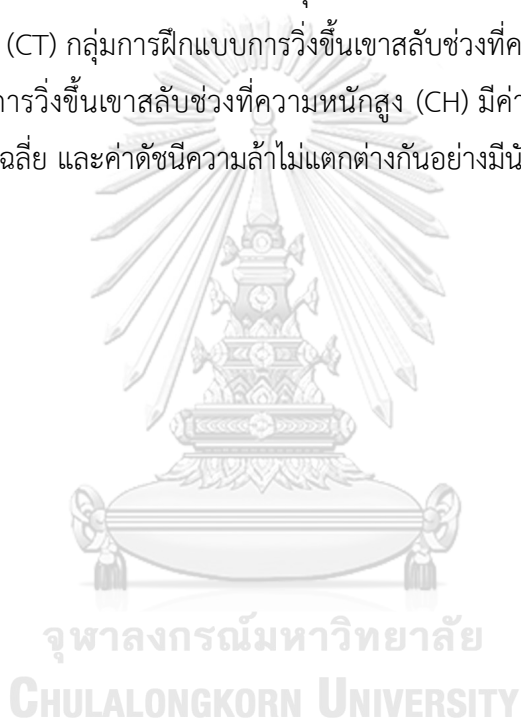 (CT) กลุ่มการฝึกแบบการวิ่งขึ้นเขาสลับช่วงที่ค
การวิ่งขึ้นเขาสลับช่วงที่ความหนักสูง (CH) มีค่า
ฉลี่ย และค่าดัชนีความล้าไม่แตกต่างกันอย่างมีนั
จุฬาลงกรณ์มหาวิทยาลัย
CHULALONGKORN UNIVERSITY